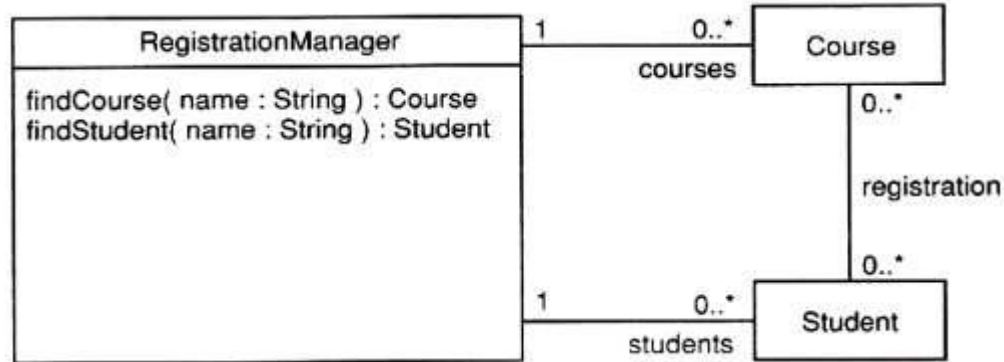 RegistrationManager
findCourse( name : String ) : Course
findStudent( name : String ) : Student
1
0..*
courses
Course
0..*
registration
0..*
1
0..*
students
Student